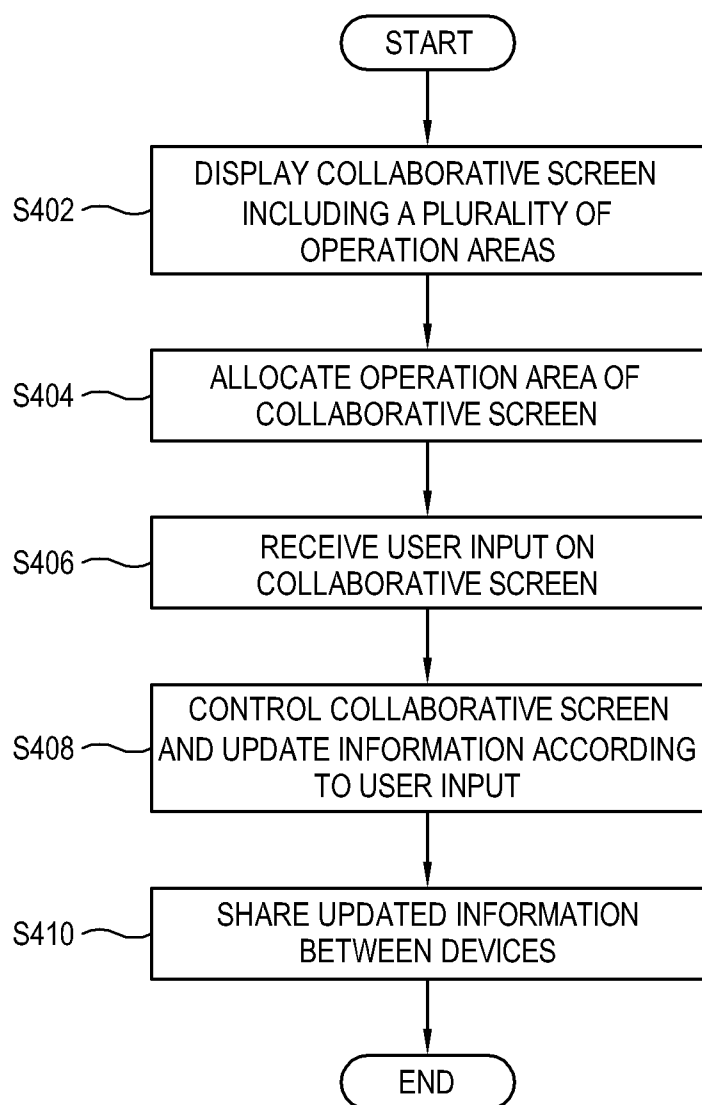 START
S402
DISPLAY COLLABORATIVE SCREEN
INCLUDING A PLURALITY OF
OPERATION AREAS
S404
ALLOCATE OPERATION AREA OF
COLLABORATIVE SCREEN
S406
RECEIVE USER INPUT ON
COLLABORATIVE SCREEN
S408
CONTROL COLLABORATIVE SCREEN
AND UPDATE INFORMATION ACCORDING
TO USER INPUT
S410
SHARE UPDATED INFORMATION
BETWEEN DEVICES
END